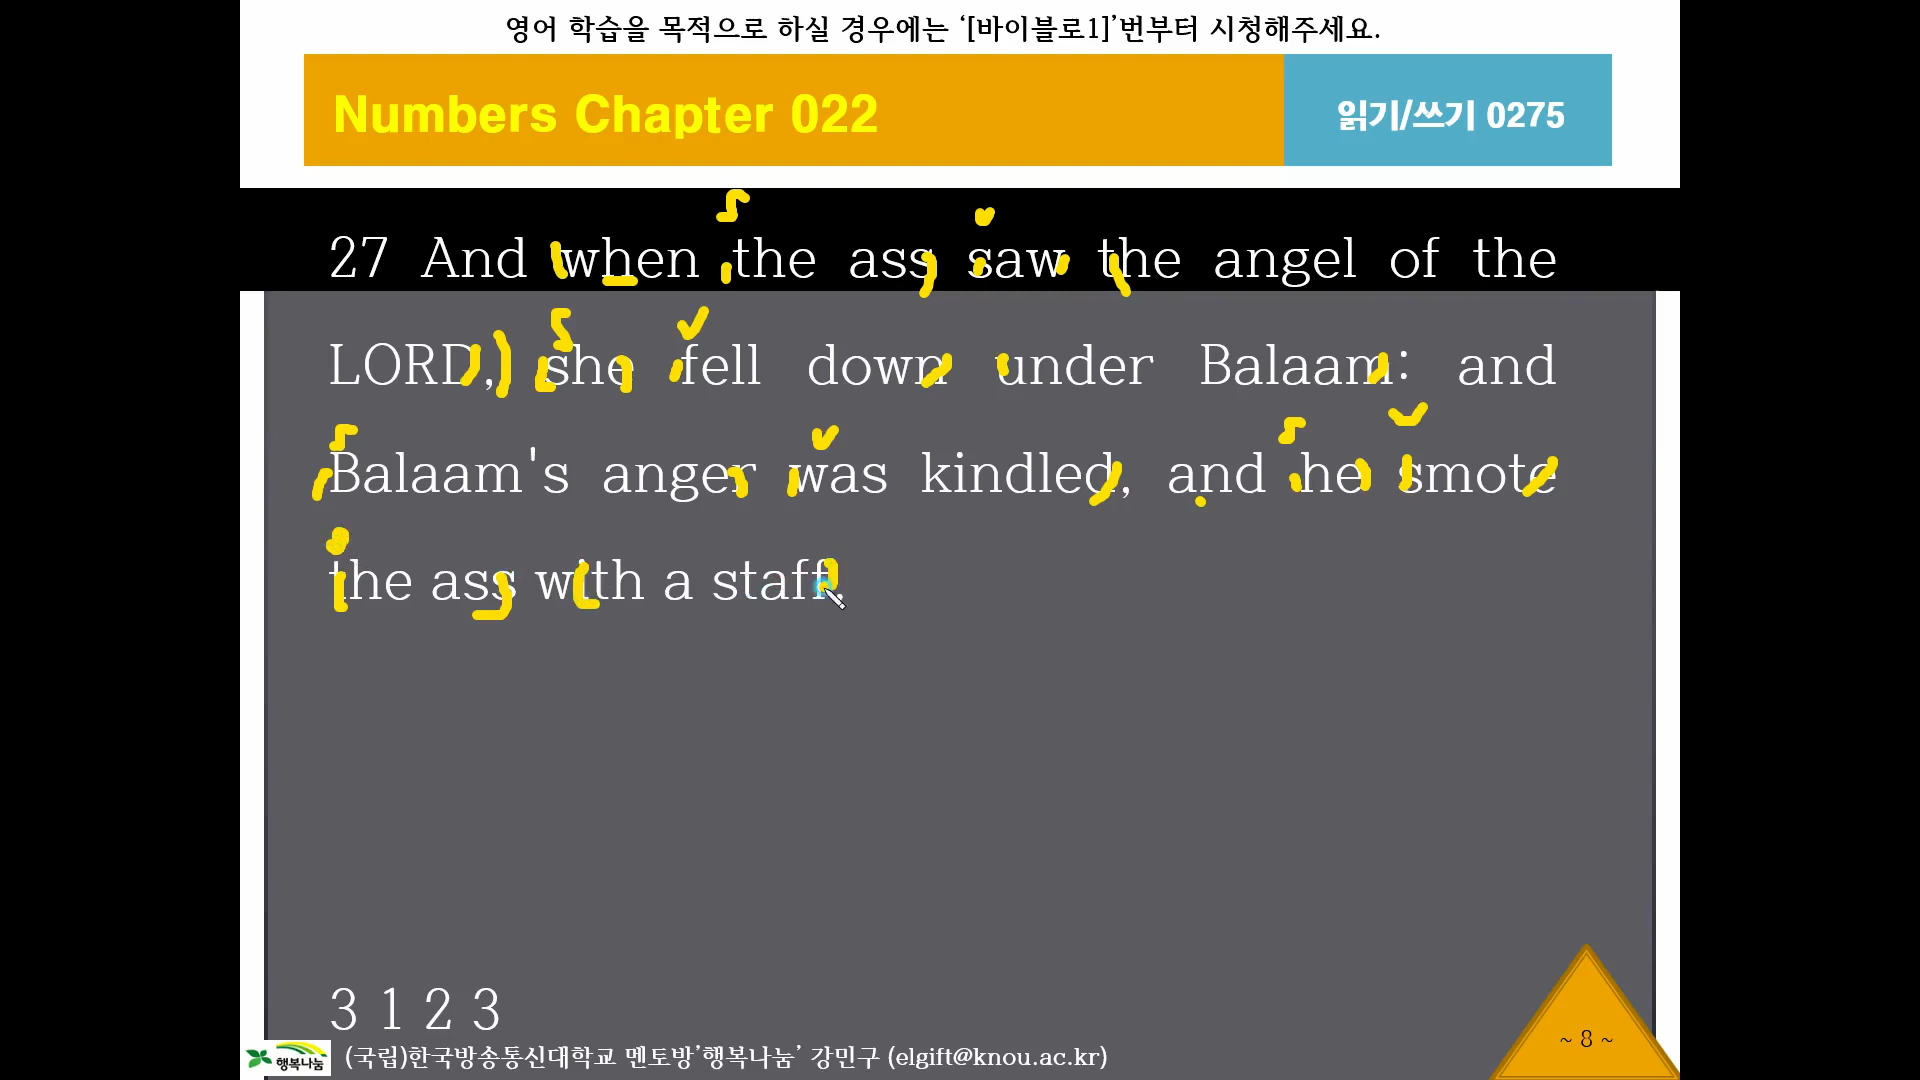 영어 학습을 목적으로 하실 경우에는 ‘[바이블로1]’번부터 시청해주세요.
Numbers Chapter 022
읽기/쓰기 0275
27 And when the ass saw the angel of the
LORD, she fell down under Balaam: and
Balaam's anger was kindled, and he smote
the ass with a staff.
3 1 2 3
행복나눔
(국립)한국방송통신대학교 멘토방’행복나눔’ 강민구 (elgift@knou.ac.kr)
~ 8 ~